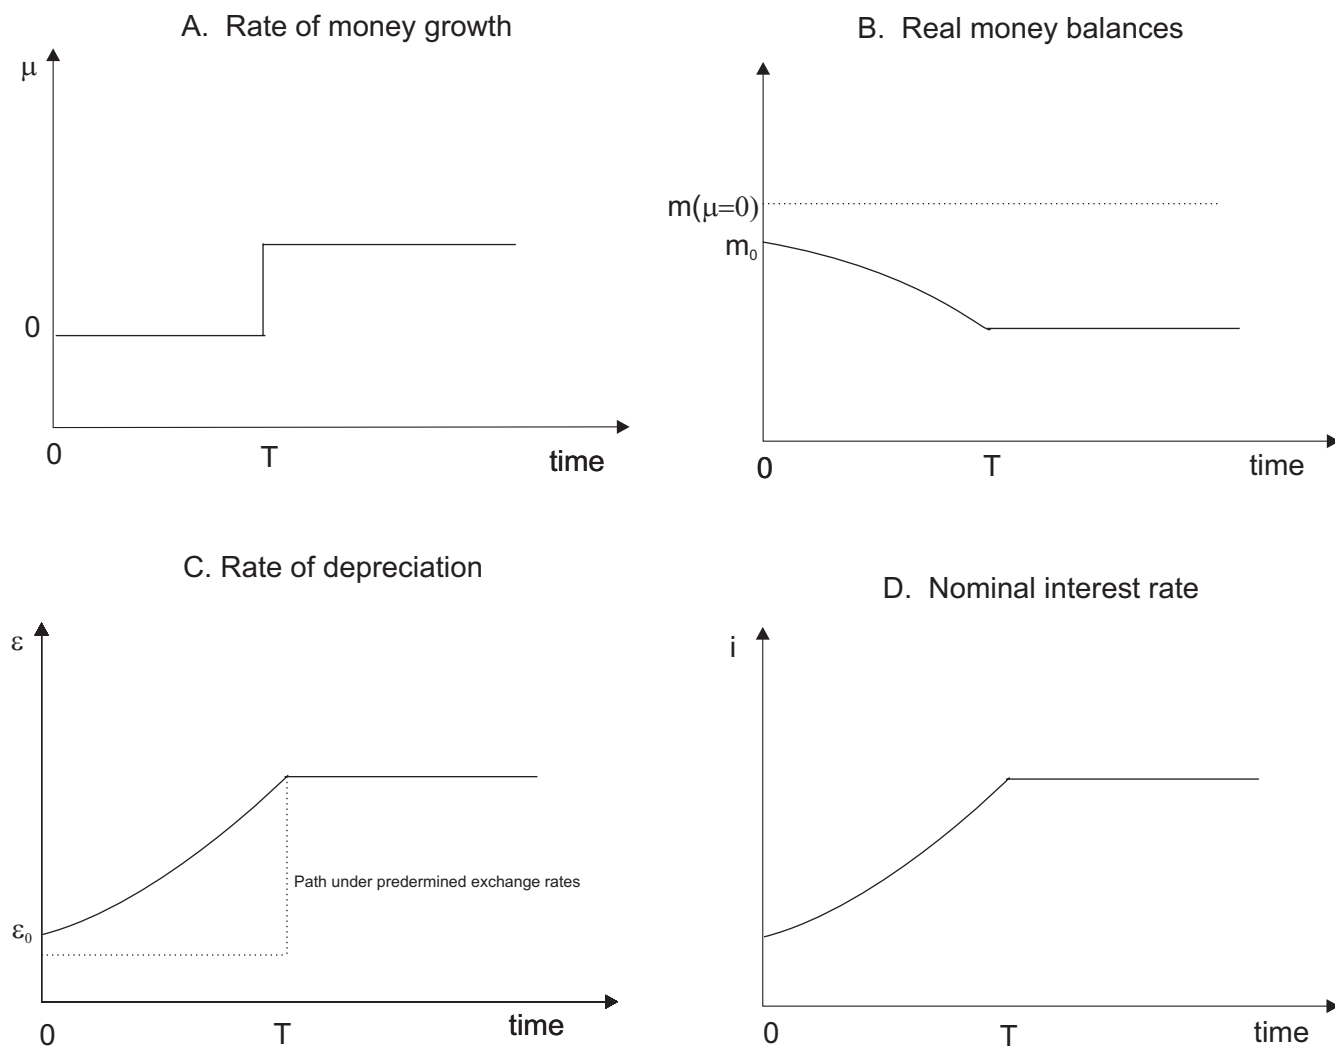 A. Rate of money growth
μ
0
0
T
time
B. Real money balances
m(μ=0)
m₀
0
T
time
C. Rate of depreciation
ε
Path under predermined exchange rates
ε₀
0
T
time
D. Nominal interest rate
i
0
T
time